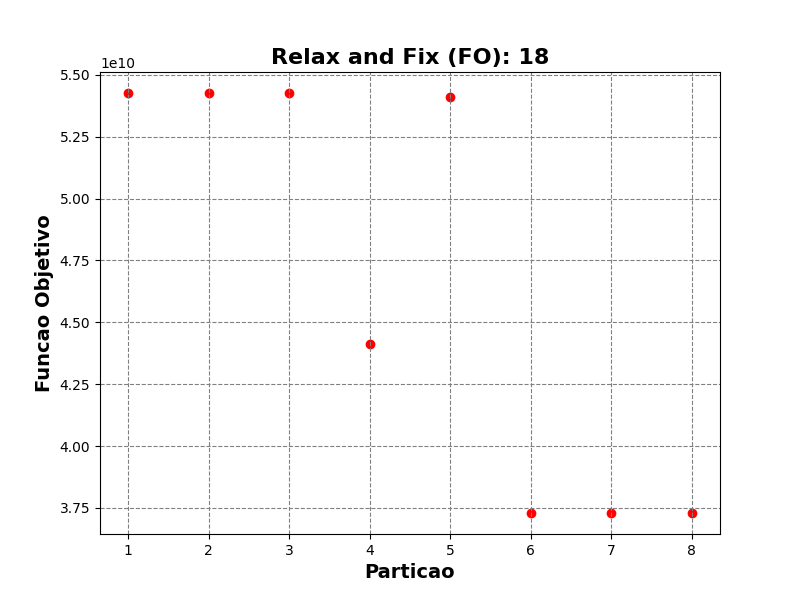 Relax and Fix (FO): 18
1e10
5.50
5.25
5.00
4.75
4.50
4.25
4.00
3.75
Funcao Objetivo
1 2 3 4 5 6 7 8
Particao